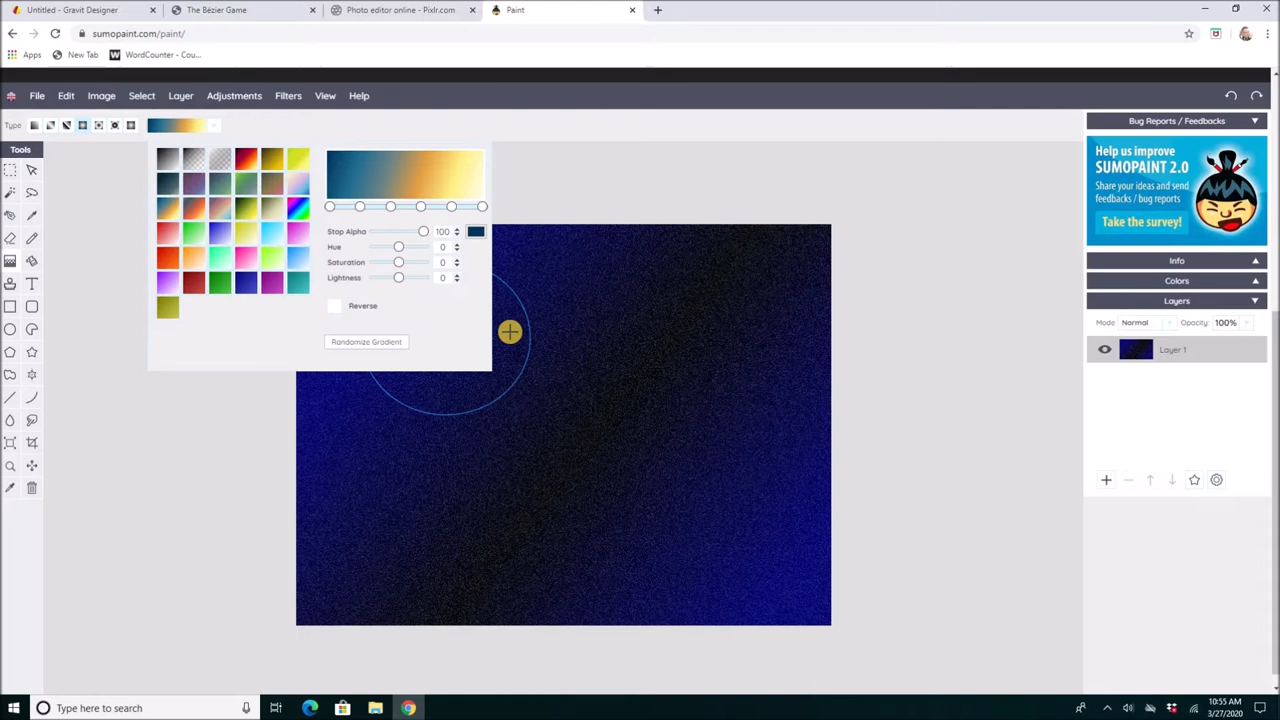 Untitled - Gravit Designer
The Bézier Game
Photo editor online - Pixlr.com
Paint
sumopaint.com/paint/
Apps
New Tab
WordCounter - Cou...
File Edit Image Select Layer Adjustments Filters View Help
Type
Tools
Stop Alpha 100
Hue 0
Saturation 0
Lightness 0
Reverse
Randomize Gradient
Bug Reports / Feedbacks
Help us improve
SUMOPAINT 2.0
Share your ideas and send
feedbacks / bug reports
Take the survey!
Info
Colors
Layers
Mode: Normal Opacity: 100%
Layer 1
Type here to search
10:55 AM
3/27/2020